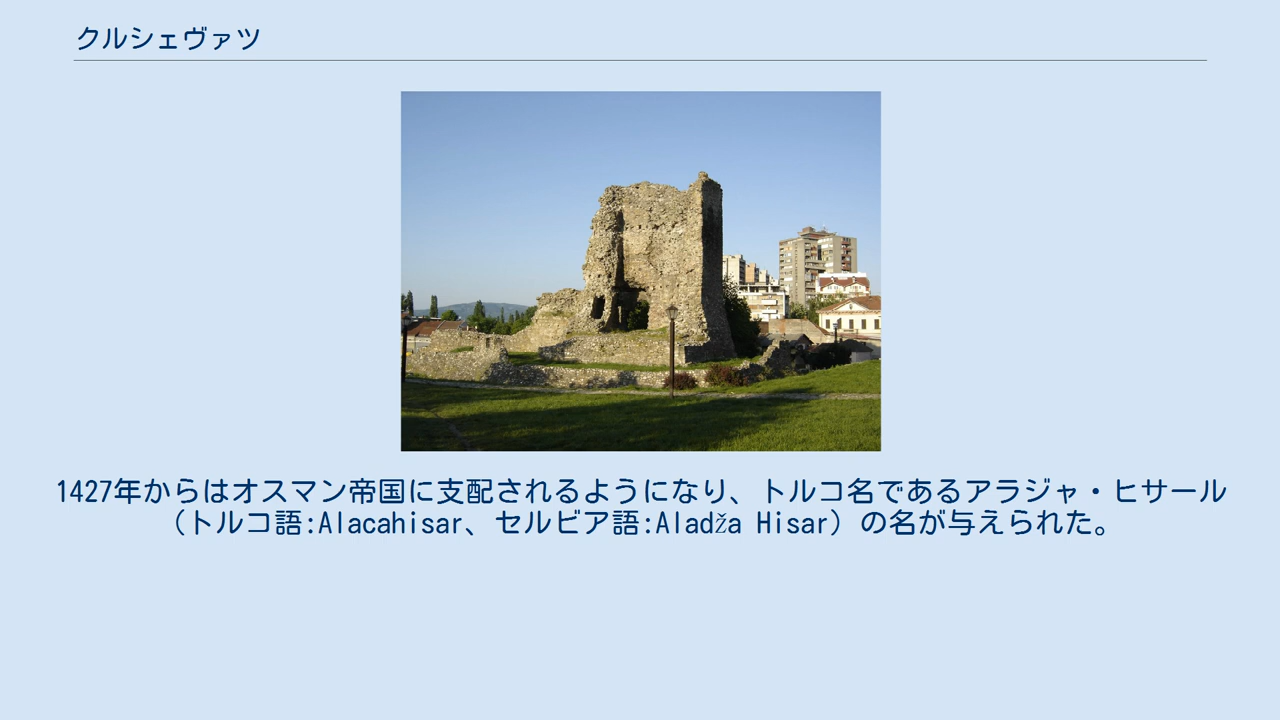 クルシェヴァツ
1427年からはオスマン帝国に支配されるようになり、トルコ名であるアラジャ・ヒサール
（トルコ語:Alacahisar、セルビア語:Aladža Hisar）の名が与えられた。